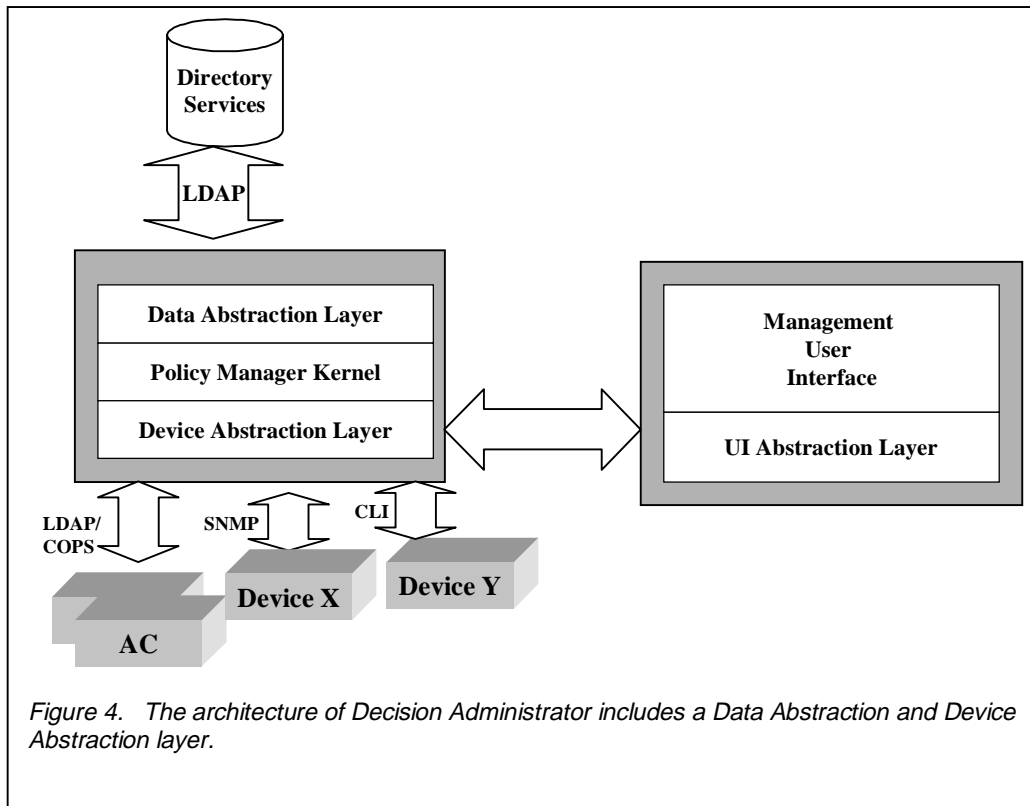 Directory
Services
LDAP
Data Abstraction Layer
Policy Manager Kernel
Device Abstraction Layer
Management
User
Interface
UI Abstraction Layer
LDAP/
COPS
SNMP
CLI
AC
Device X
Device Y
Figure 4. The architecture of Decision Administrator includes a Data Abstraction and Device
Abstraction layer.